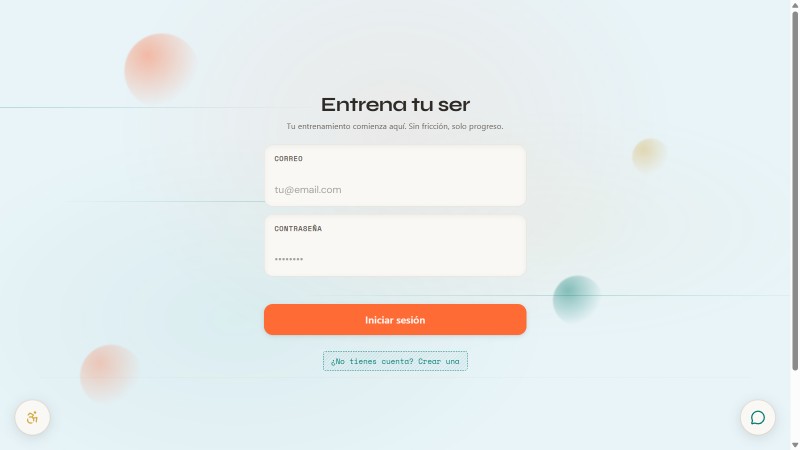 Entrena tu ser
Tu entrenamiento comienza aquí. Sin fricción, solo progreso.
CORREO
tu@email.com
CONTRASEÑA
••••••••
Iniciar sesión
¿No tienes cuenta? Crear una